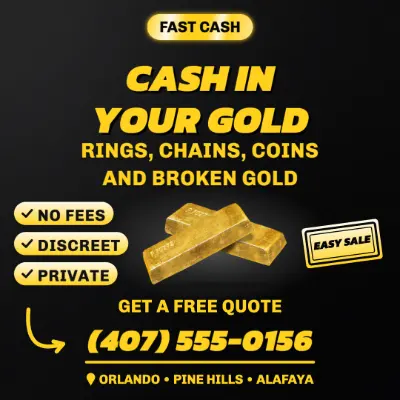 FAST CASH
CASH IN
YOUR GOLD
RINGS, CHAINS, COINS
AND BROKEN GOLD
✓ NO FEES
✓ DISCREET
✓ PRIVATE
EASY SALE
GET A FREE QUOTE
(407) 555-0156
ORLANDO • PINE HILLS • ALAFAYA